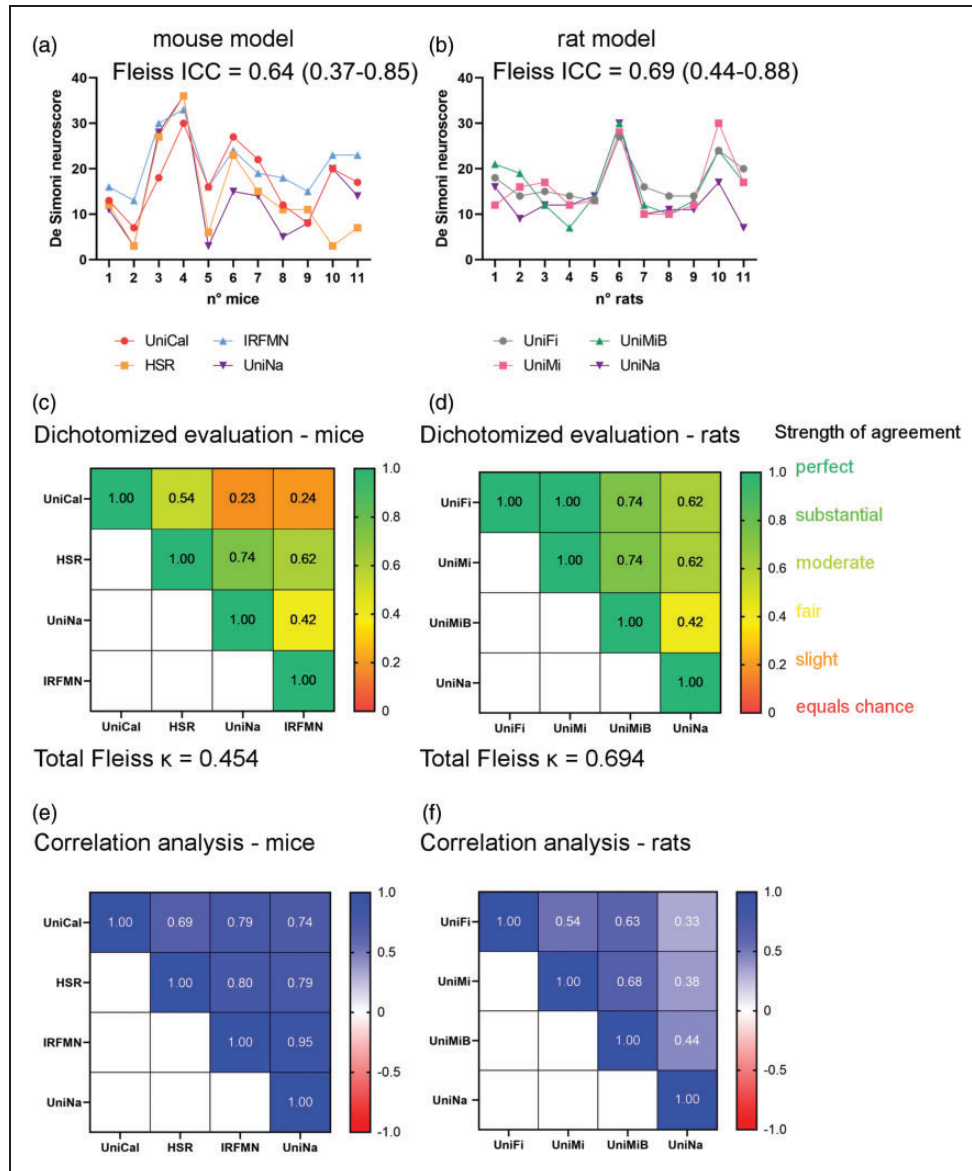 (a) mouse model
Fleiss ICC = 0.64 (0.37-0.85)
De Simoni neuroscore
40
30
20
10
0
1 2 3 4 5 6 7 8 9 10 11
n° mice
UniCal IRFMN
HSR UniNa
(b) rat model
Fleiss ICC = 0.69 (0.44-0.88)
De Simoni neuroscore
40
30
20
10
0
1 2 3 4 5 6 7 8 9 10 11
n° rats
UniFi UniMiB
UniMi UniNa
(c)
Dichotomized evaluation - mice
UniCal 1.00 0.54 0.23 0.24
HSR 1.00 0.74 0.62
UniNa 1.00 0.42
IRFMN 1.00
UniCal HSR UniNa IRFMN
1.0
0.8
0.6
0.4
0.2
0
Total Fleiss κ = 0.454
(d)
Dichotomized evaluation - rats
UniFi 1.00 1.00 0.74 0.62
UniMi 1.00 0.74 0.62
UniMiB 1.00 0.42
UniNa 1.00
UniFi UniMi UniMiB UniNa
1.0
0.8
0.6
0.4
0.2
0
Total Fleiss κ = 0.694
Strength of agreement
perfect
substantial
moderate
fair
slight
equals chance
(e)
Correlation analysis - mice
UniCal 1.00 0.69 0.79 0.74
HSR 1.00 0.80 0.79
IRFMN 1.00 0.95
UniNa 1.00
UniCal HSR IRFMN UniNa
1.0
0.5
0
-0.5
-1.0
(f)
Correlation analysis - rats
UniFi 1.00 0.54 0.63 0.33
UniMi 1.00 0.68 0.38
UniMiB 1.00 0.44
UniNa 1.00
UniFi UniMi UniMiB UniNa
1.0
0.5
0
-0.5
-1.0